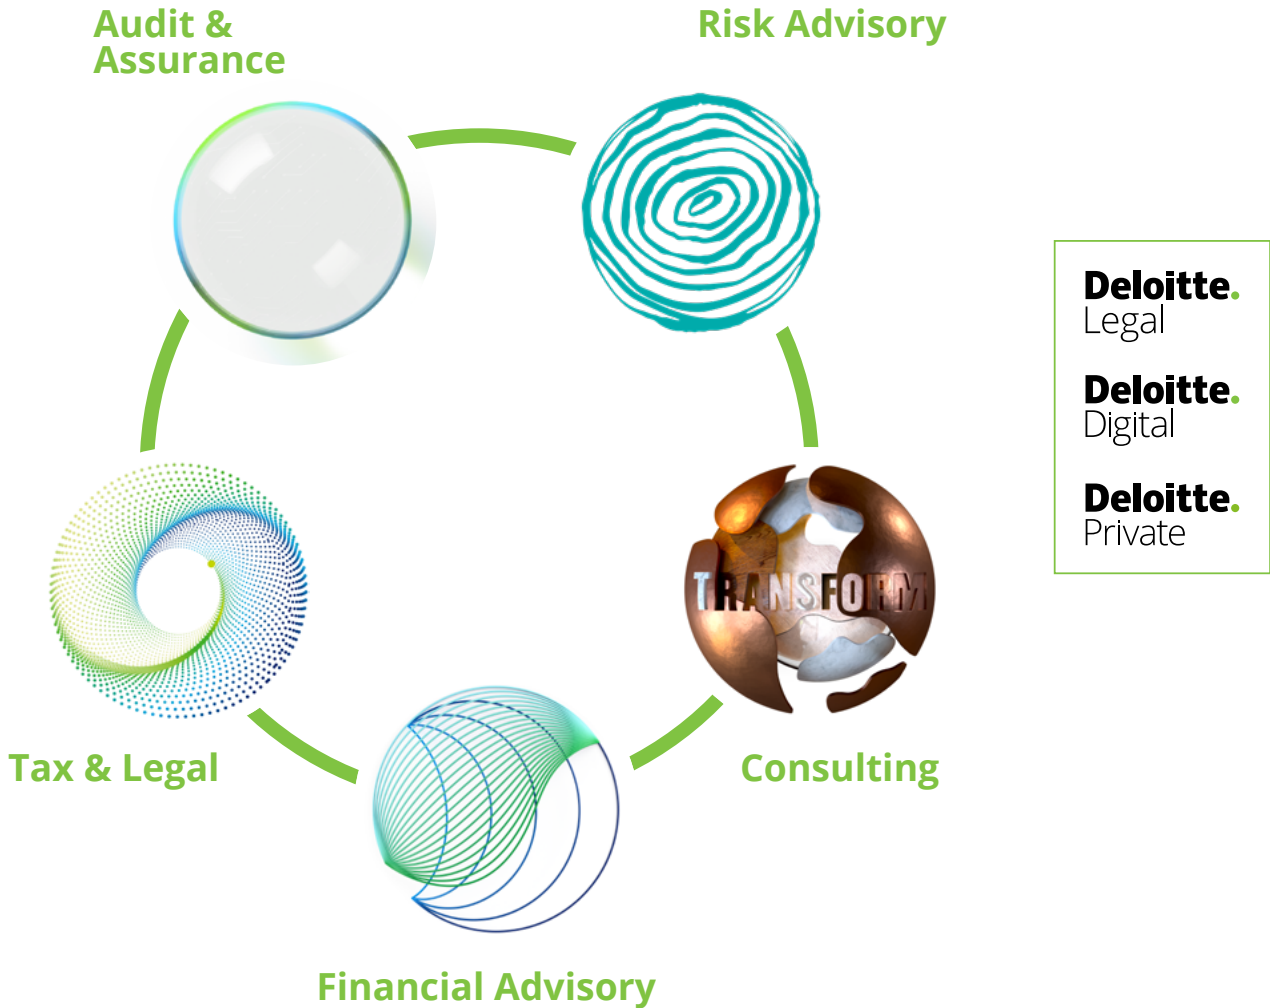 Audit &
Assurance
Risk Advisory
TRANSFORM
Tax & Legal
Consulting
Financial Advisory
Deloitte.
Legal
Deloitte.
Digital
Deloitte.
Private